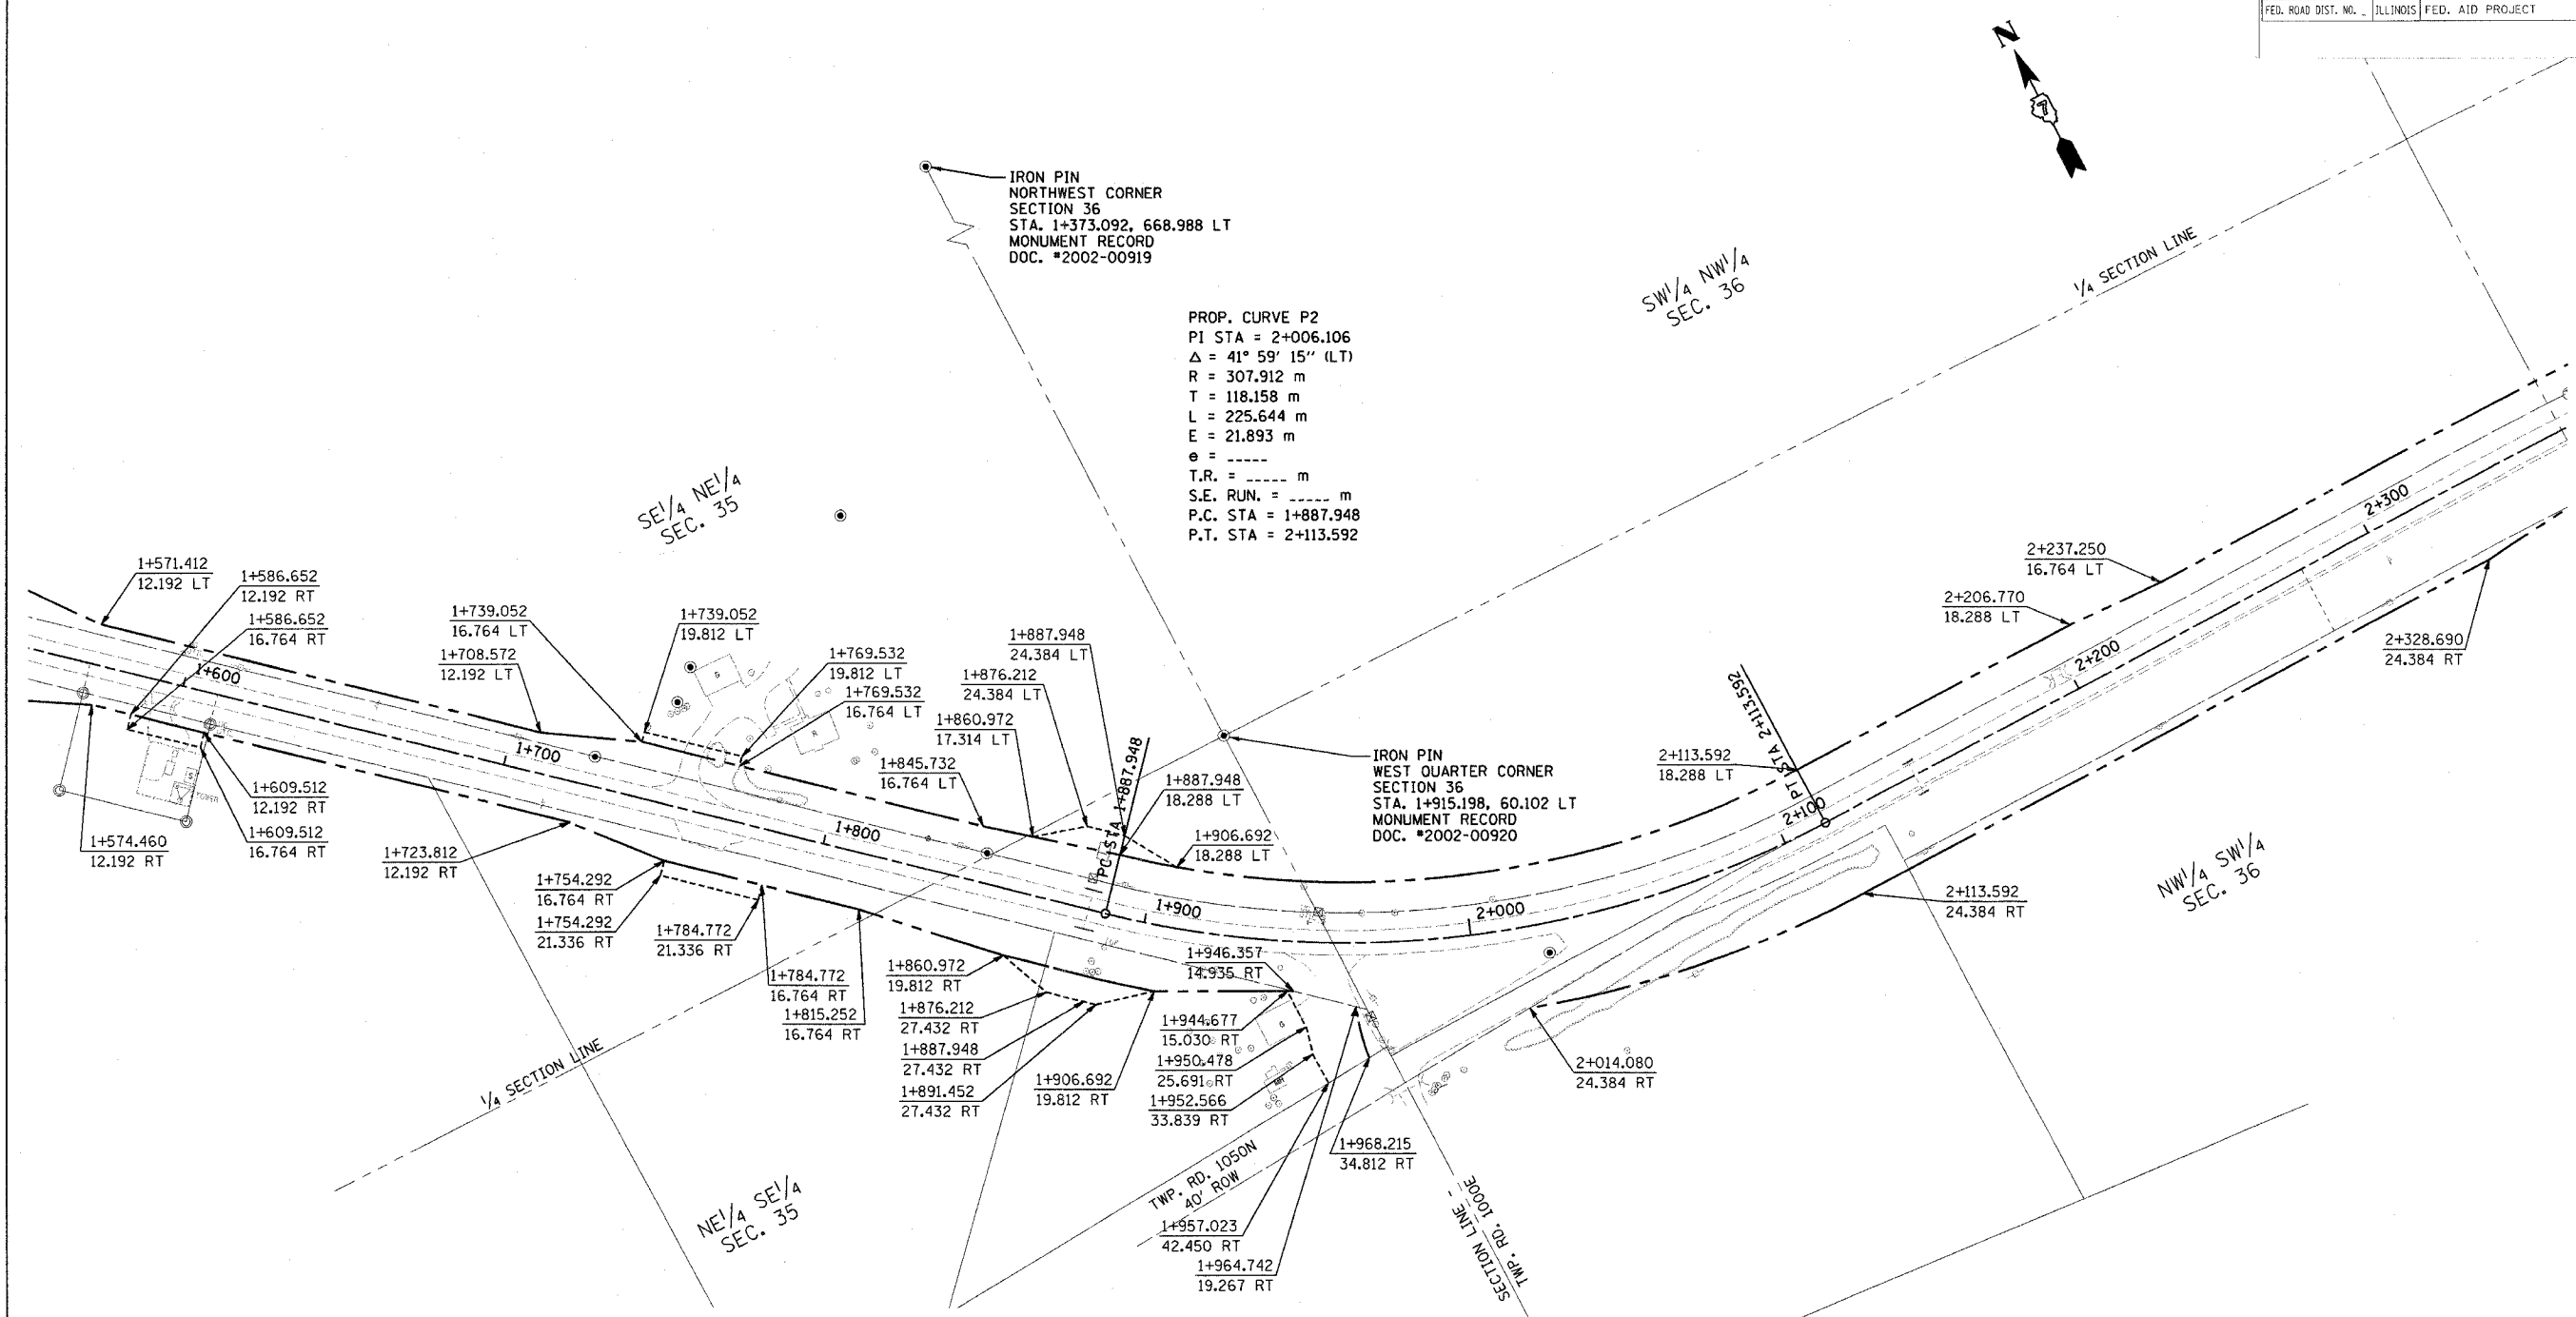 FED. ROAD DIST. NO. _ ILLINOIS FED. AID PROJECT
N
7
IRON PIN
NORTHWEST CORNER
SECTION 36
STA. 1+373.092, 668.988 LT
MONUMENT RECORD
DOC. #2002-00919
PROP. CURVE P2
PI STA = 2+006.106
Δ = 41° 59' 15'' (LT)
R = 307.912 m
T = 118.158 m
L = 225.644 m
E = 21.893 m
e = _____
T.R. = _____ m
S.E. RUN. = _____ m
P.C. STA = 1+887.948
P.T. STA = 2+113.592
SW1/4 NW1/4
SEC. 36
1/4 SECTION LINE
SE1/4 NE1/4
SEC. 35
1+571.412
12.192 LT
1+586.652
12.192 RT
1+586.652
16.764 RT
1+600
1+739.052
16.764 LT
1+708.572
12.192 LT
1+739.052
19.812 LT
1+769.532
19.812 LT
1+769.532
16.764 LT
1+887.948
24.384 LT
1+876.212
24.384 LT
1+860.972
17.314 LT
1+845.732
16.764 LT
1+700
1+800
PC STA 1+887.948
1+887.948
18.288 LT
1+906.692
18.288 LT
IRON PIN
WEST QUARTER CORNER
SECTION 36
STA. 1+915.198, 60.102 LT
MONUMENT RECORD
DOC. #2002-00920
2+113.592
18.288 LT
PT STA 2+113.592
2+206.770
18.288 LT
2+237.250
16.764 LT
2+300
2+200
2+100
2+328.690
24.384 RT
1+574.460
12.192 RT
TOWER
1+609.512
12.192 RT
1+609.512
16.764 RT
1+723.812
12.192 RT
1+754.292
16.764 RT
1+754.292
21.336 RT
1+784.772
21.336 RT
1+784.772
16.764 RT
1+815.252
16.764 RT
1+860.972
19.812 RT
1+876.212
27.432 RT
1+887.948
27.432 RT
1+891.452
27.432 RT
1+900
2+000
1+906.692
19.812 RT
1+946.357
14.935 RT
1+944.677
15.030 RT
1+950.478
25.691 RT
1+952.566
33.839 RT
1+968.215
34.812 RT
1+957.023
42.450 RT
1+964.742
19.267 RT
2+014.080
24.384 RT
2+113.592
24.384 RT
NW1/4 SW1/4
SEC. 36
1/4 SECTION LINE
NE1/4 SE1/4
SEC. 35
TWP. RD. 1050N
40' ROW
SECTION LINE -
TWP. RD. 1000E